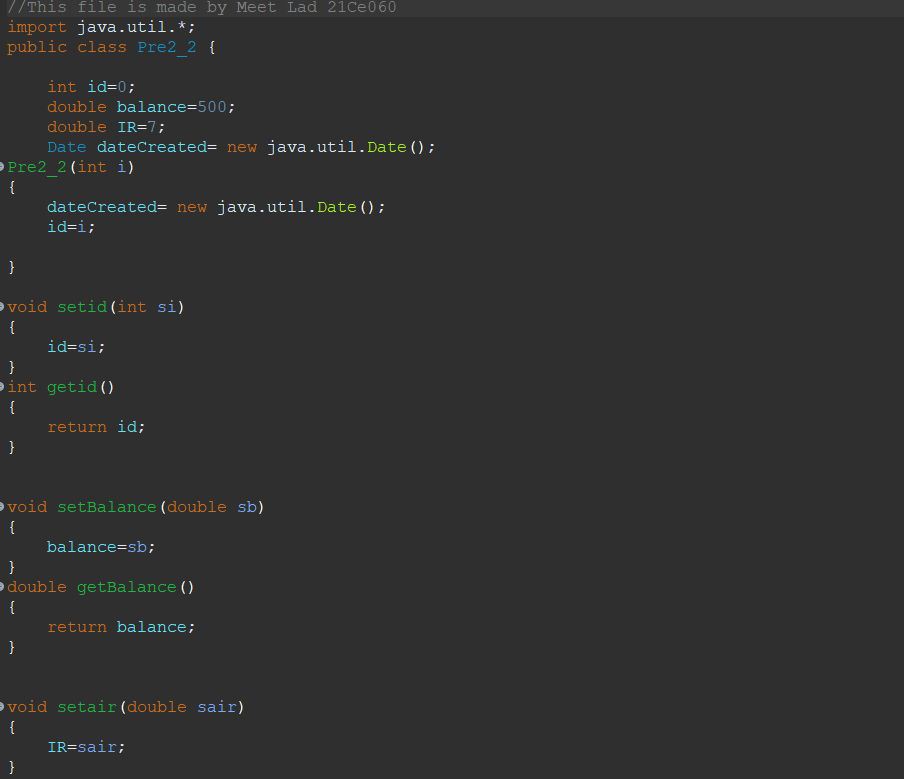 //This file is made by Meet Lad 21Ce060
import java.util.*;
public class Pre2_2 {
int id=0;
double balance=500;
double IR=7;
Date dateCreated= new java.util.Date();
Pre2_2(int i)
{
dateCreated= new java.util.Date();
id=i;
}
void setid(int si)
{
id=si;
}
int getid()
{
return id;
}
void setBalance(double sb)
{
balance=sb;
}
double getBalance()
{
return balance;
}
void setair(double sair)
{
IR=sair;
}